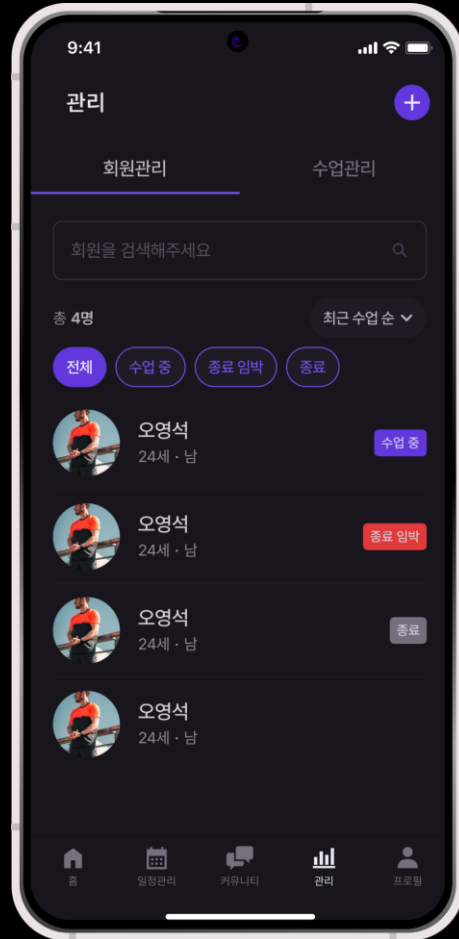 9:41
관리
회원관리 수업관리
회원을 검색해주세요
총 4명 최근 수업 순
전체 수업 중 종료 임박 종료
오영석
24세 · 남
수업 중
오영석
24세 · 남
종료 임박
오영석
24세 · 남
종료
오영석
24세 · 남
홈 일정관리 커뮤니티 관리 프로필